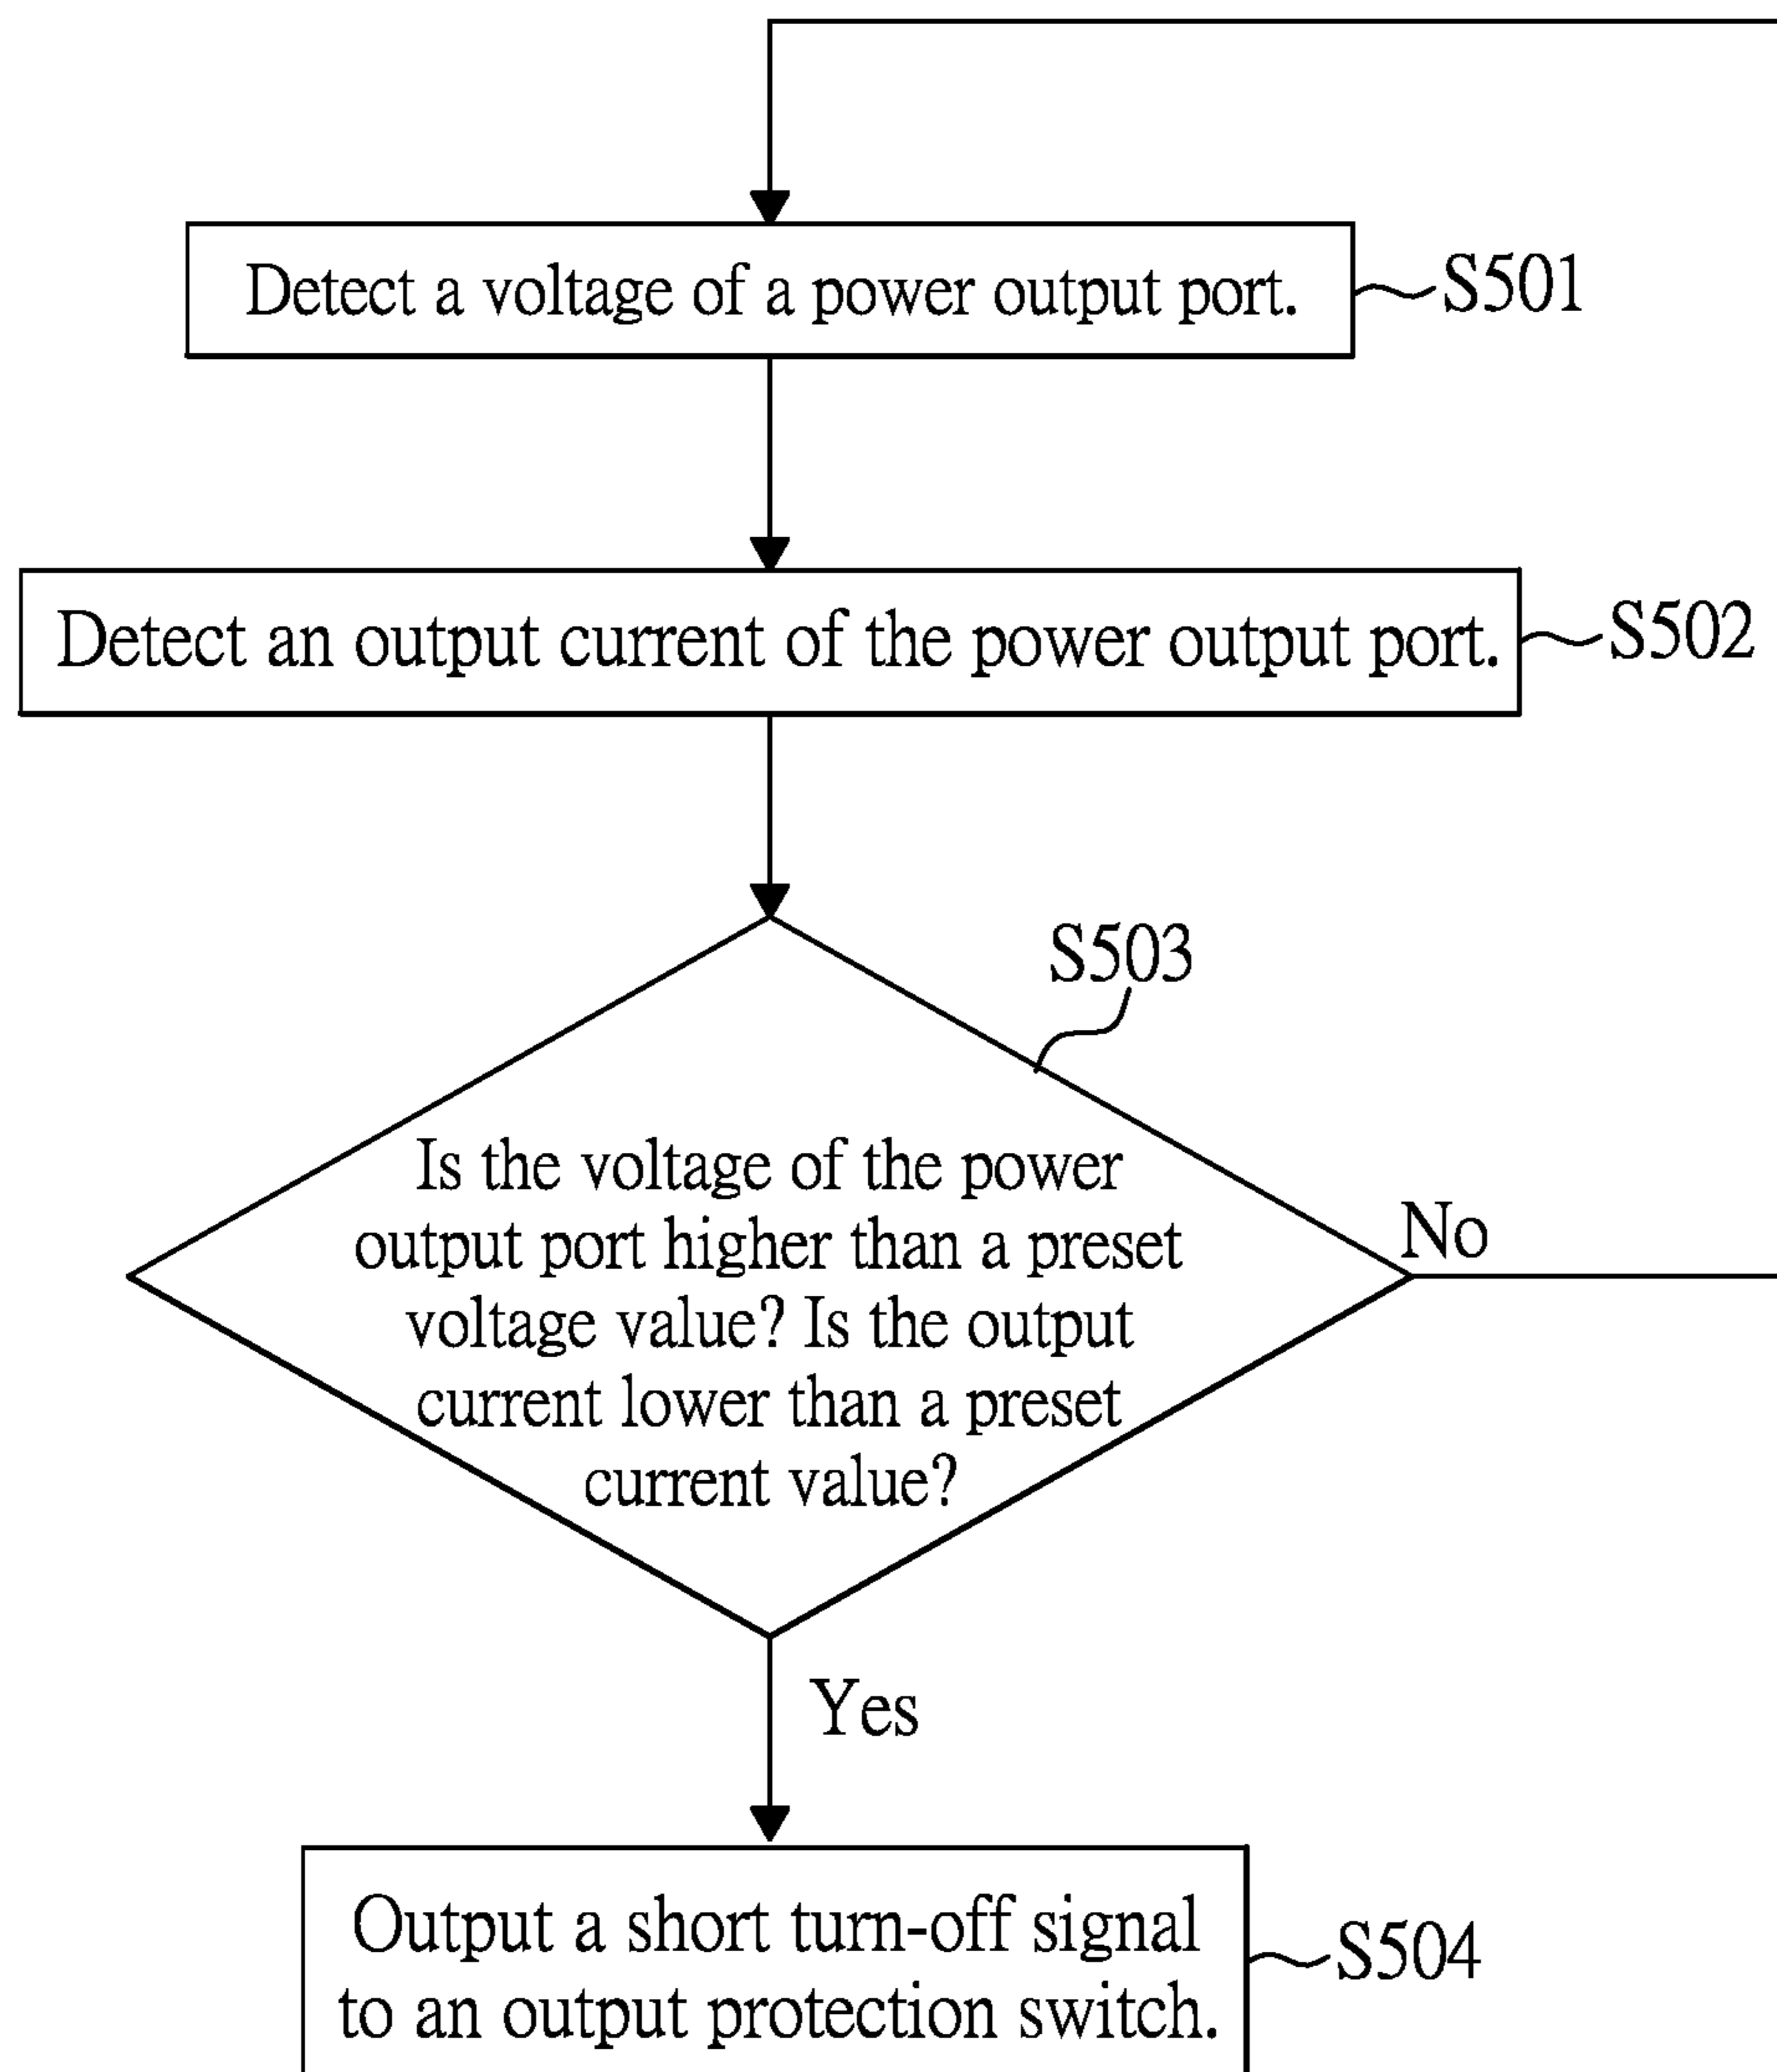 Detect a voltage of a power output port.
S501
Detect an output current of the power output port.
S502
S503
Is the voltage of the power
output port higher than a preset
voltage value? Is the output
current lower than a preset
current value?
No
Yes
Output a short turn-off signal
to an output protection switch.
S504